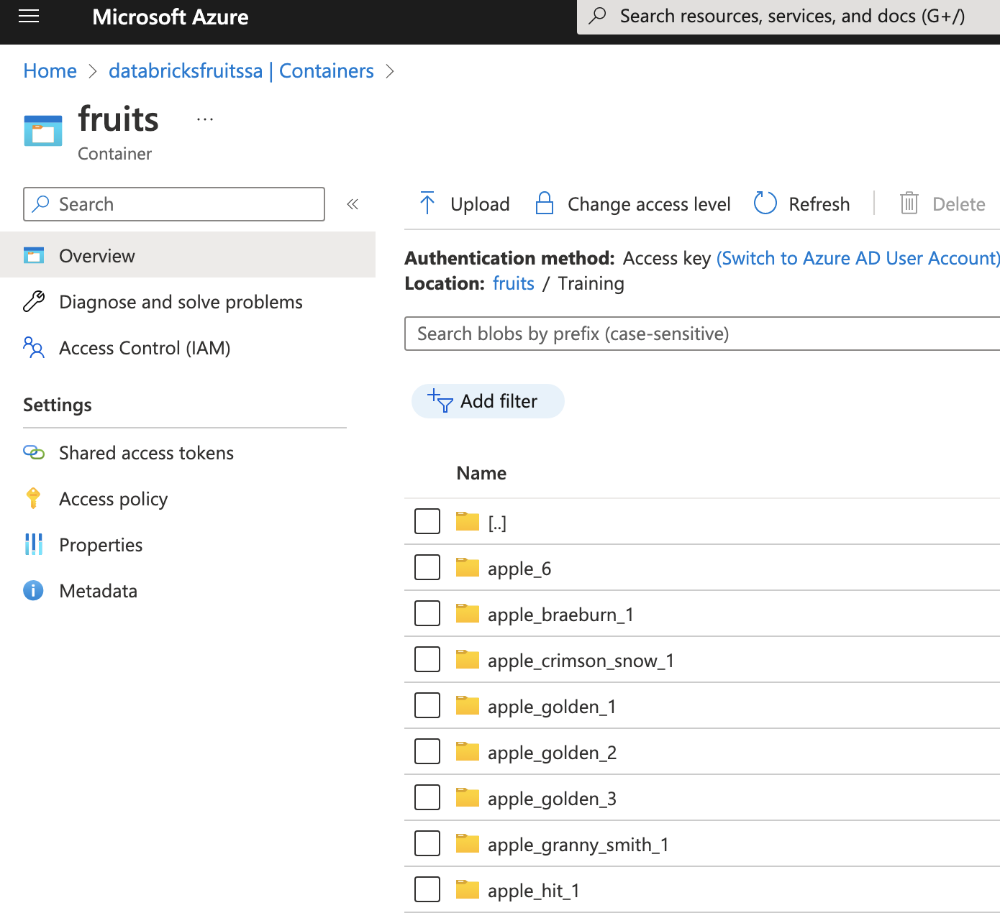 Microsoft Azure
Search resources, services, and docs (G+/)
Home > databricksfruitssa | Containers >
fruits ...
Container
Search «
Upload Change access level Refresh Delete
Overview
Authentication method: Access key (Switch to Azure AD User Account)
Location: fruits / Training
Diagnose and solve problems
Search blobs by prefix (case-sensitive)
Access Control (IAM)
Add filter
Settings
Shared access tokens
Access policy
Properties
Metadata
Name
[..]
apple_6
apple_braeburn_1
apple_crimson_snow_1
apple_golden_1
apple_golden_2
apple_golden_3
apple_granny_smith_1
apple_hit_1